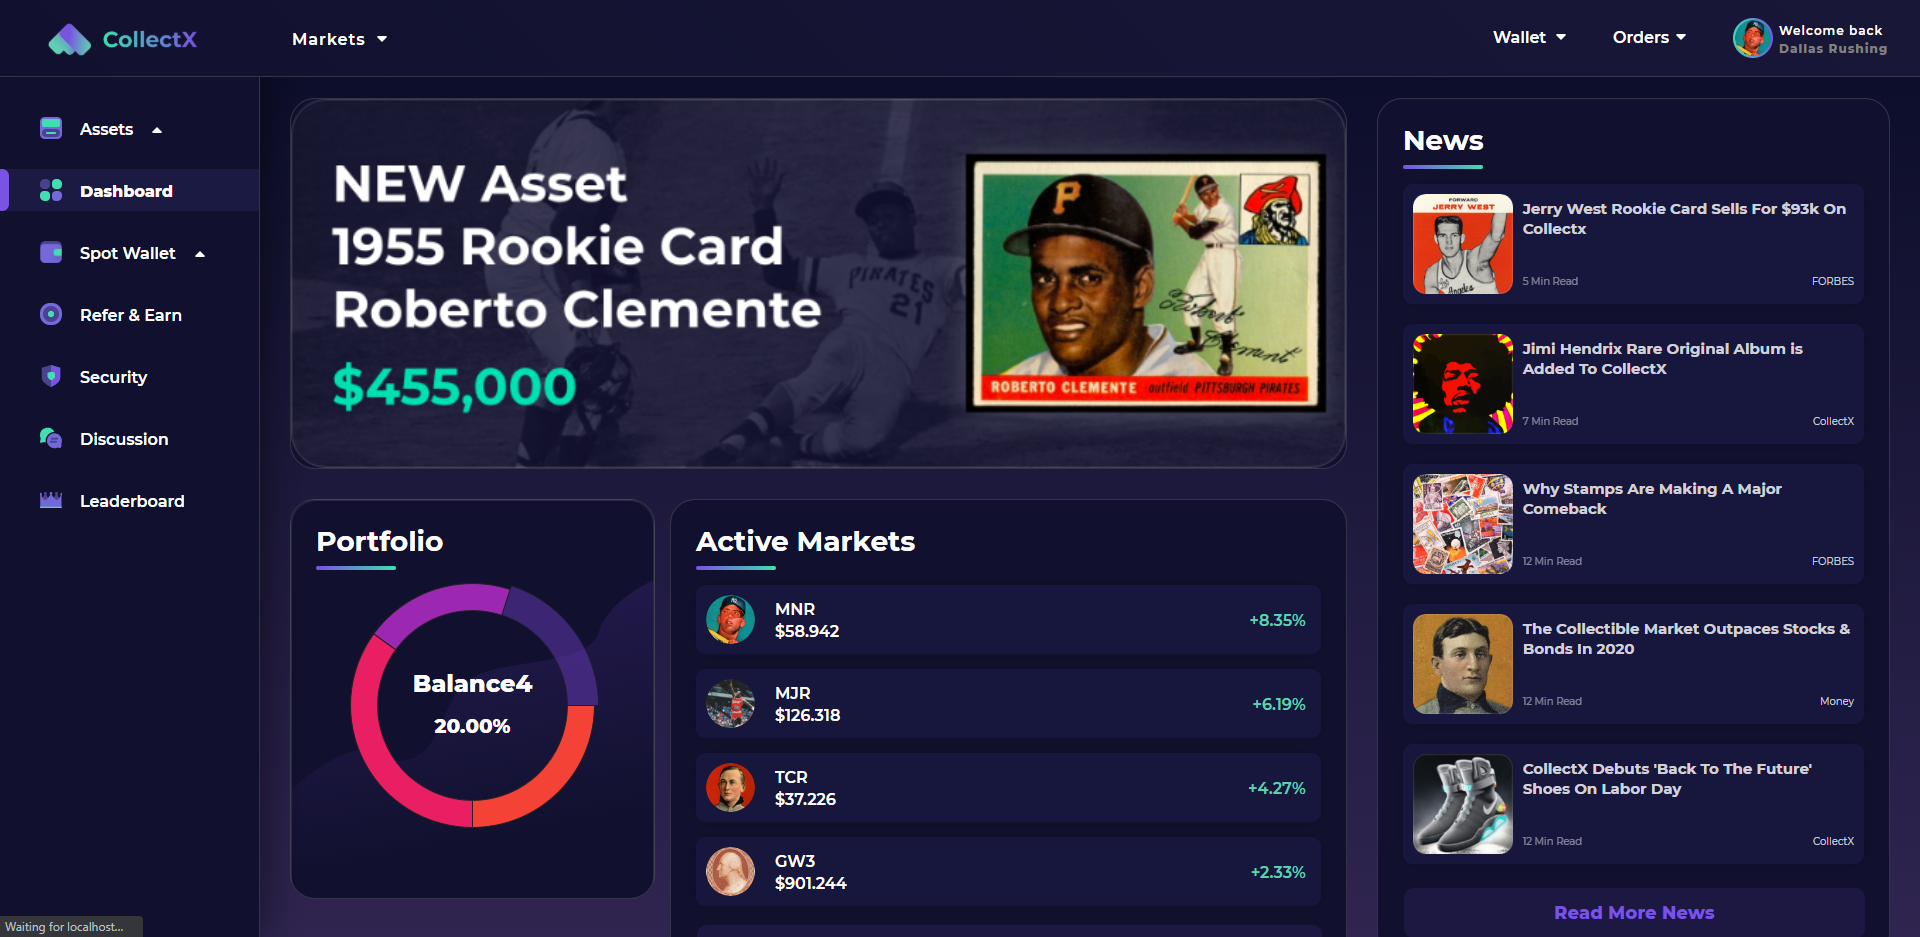 CollectX
Markets
Wallet
Orders
Welcome back
Dallas Rushing
Assets
Dashboard
Spot Wallet
Refer & Earn
Security
Discussion
Leaderboard
NEW Asset
1955 Rookie Card
Roberto Clemente
$455,000
PIRATES
21
P
Robert
Clement
ROBERTO CLEMENTE outfield PITTSBURGH PIRATES
Portfolio
Balance4
20.00%
Active Markets
MNR
$58.942
+8.35%
MJR
$126.318
+6.19%
TCR
$37.226
+4.27%
GW3
$901.244
+2.33%
News
FORWARD
JERRY WEST
Angeles
Jerry West Rookie Card Sells For $93k On
Collectx
5 Min Read
FORBES
Jimi Hendrix Rare Original Album is
Added To CollectX
7 Min Read
CollectX
Why Stamps Are Making A Major
Comeback
12 Min Read
FORBES
The Collectible Market Outpaces Stocks &
Bonds In 2020
12 Min Read
Money
CollectX Debuts 'Back To The Future'
Shoes On Labor Day
12 Min Read
CollectX
Read More News
Waiting for localhost...